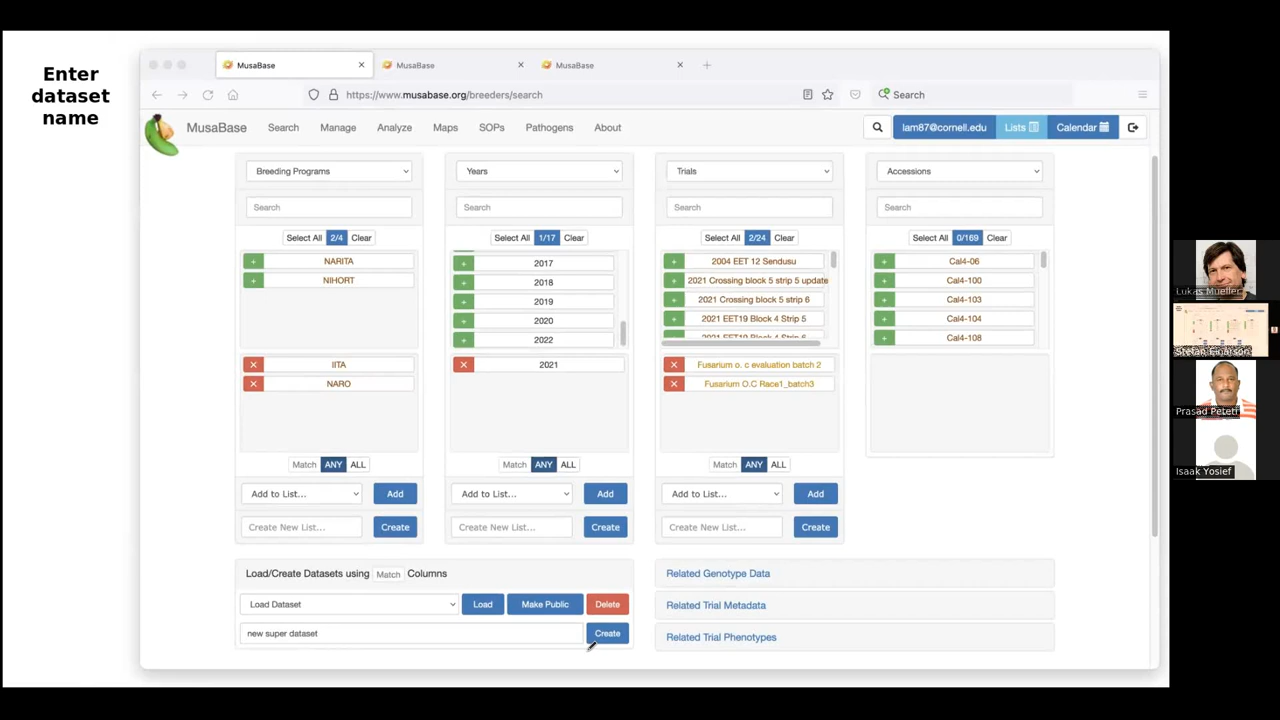 Enter
dataset
name
MusaBase
MusaBase
MusaBase
https://www.musabase.org/breeders/search
Search
MusaBase
Search
Manage
Analyze
Maps
SOPs
Pathogens
About
lam87@cornell.edu
Lists
Calendar
Breeding Programs
Years
Trials
Accessions
Search
Search
Search
Search
Select All 2/4 Clear
Select All 1/17 Clear
Select All 2/24 Clear
Select All 0/169 Clear
NARITA
NIHORT
2017
2018
2019
2020
2022
2004 EET 12 Sendusu
2021 Crossing block 5 strip 5 update
2021 Crossing block 5 strip 6
2021 EET19 Block 4 Strip 5
2021 EET19 Block 4 Strip 6
Cal4-06
Cal4-100
Cal4-103
Cal4-104
Cal4-108
IITA
NARO
2021
Fusarium o. c evaluation batch 2
Fusarium O.C Race1_batch3
Match ANY ALL
Match ANY ALL
Match ANY ALL
Add to List... Add
Add to List... Add
Add to List... Add
Create New List... Create
Create New List... Create
Create New List... Create
Load/Create Datasets using Match Columns
Load Dataset Load Make Public Delete
new super dataset Create
Related Genotype Data
Related Trial Metadata
Related Trial Phenotypes
Lukas Mueller
Stefan Einarson
Prasad Peteti
Isaak Yosief